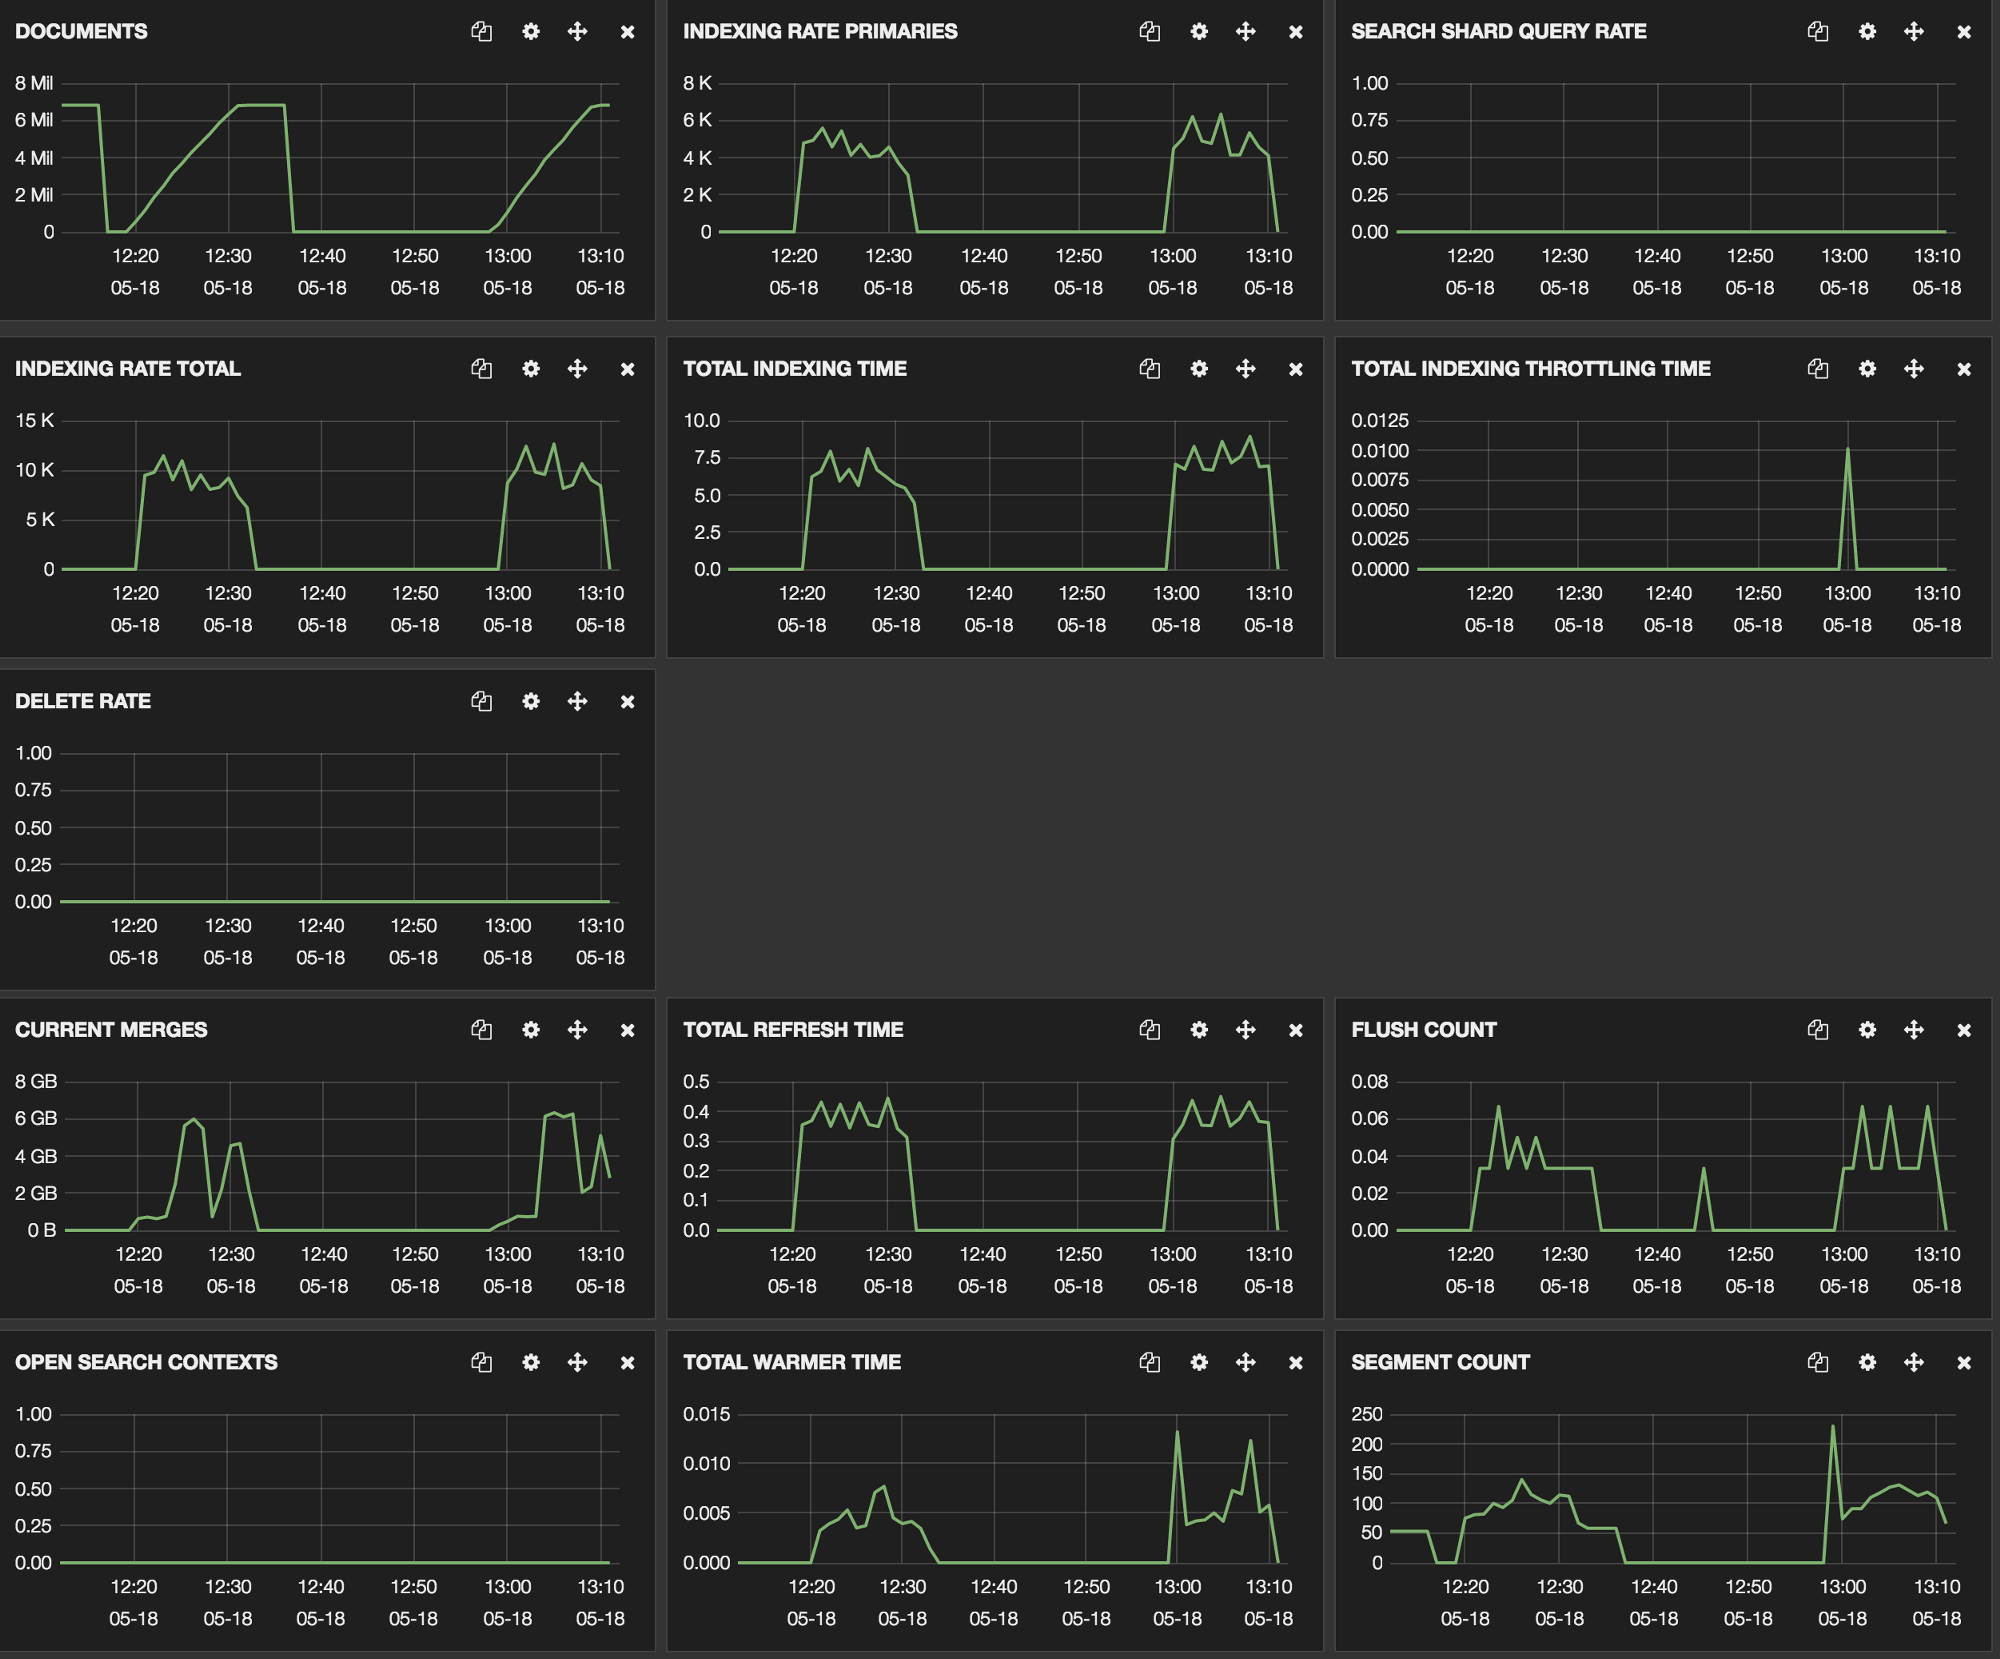 DOCUMENTS
8 Mil
6 Mil
4 Mil
2 Mil
0
12:20 12:30 12:40 12:50 13:00 13:10
05-18 05-18 05-18 05-18 05-18 05-18
INDEXING RATE PRIMARIES
8 K
6 K
4 K
2 K
0
12:20 12:30 12:40 12:50 13:00 13:10
05-18 05-18 05-18 05-18 05-18 05-18
SEARCH SHARD QUERY RATE
1.00
0.75
0.50
0.25
0.00
12:20 12:30 12:40 12:50 13:00 13:10
05-18 05-18 05-18 05-18 05-18 05-18
INDEXING RATE TOTAL
15 K
10 K
5 K
0
12:20 12:30 12:40 12:50 13:00 13:10
05-18 05-18 05-18 05-18 05-18 05-18
TOTAL INDEXING TIME
10.0
7.5
5.0
2.5
0.0
12:20 12:30 12:40 12:50 13:00 13:10
05-18 05-18 05-18 05-18 05-18 05-18
TOTAL INDEXING THROTTLING TIME
0.0125
0.0100
0.0075
0.0050
0.0025
0.0000
12:20 12:30 12:40 12:50 13:00 13:10
05-18 05-18 05-18 05-18 05-18 05-18
DELETE RATE
1.00
0.75
0.50
0.25
0.00
12:20 12:30 12:40 12:50 13:00 13:10
05-18 05-18 05-18 05-18 05-18 05-18
CURRENT MERGES
8 GB
6 GB
4 GB
2 GB
0 B
12:20 12:30 12:40 12:50 13:00 13:10
05-18 05-18 05-18 05-18 05-18 05-18
TOTAL REFRESH TIME
0.5
0.4
0.3
0.2
0.1
0.0
12:20 12:30 12:40 12:50 13:00 13:10
05-18 05-18 05-18 05-18 05-18 05-18
FLUSH COUNT
0.08
0.06
0.04
0.02
0.00
12:20 12:30 12:40 12:50 13:00 13:10
05-18 05-18 05-18 05-18 05-18 05-18
OPEN SEARCH CONTEXTS
1.00
0.75
0.50
0.25
0.00
12:20 12:30 12:40 12:50 13:00 13:10
05-18 05-18 05-18 05-18 05-18 05-18
TOTAL WARMER TIME
0.015
0.010
0.005
0.000
12:20 12:30 12:40 12:50 13:00 13:10
05-18 05-18 05-18 05-18 05-18 05-18
SEGMENT COUNT
250
200
150
100
50
0
12:20 12:30 12:40 12:50 13:00 13:10
05-18 05-18 05-18 05-18 05-18 05-18